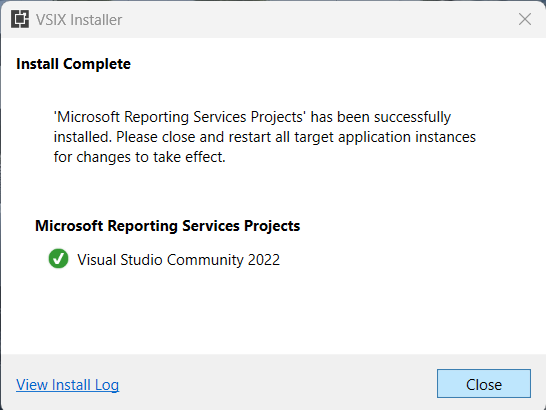 VSIX Installer
Install Complete
'Microsoft Reporting Services Projects' has been successfully
installed. Please close and restart all target application instances
for changes to take effect.
Microsoft Reporting Services Projects
Visual Studio Community 2022
View Install Log
Close